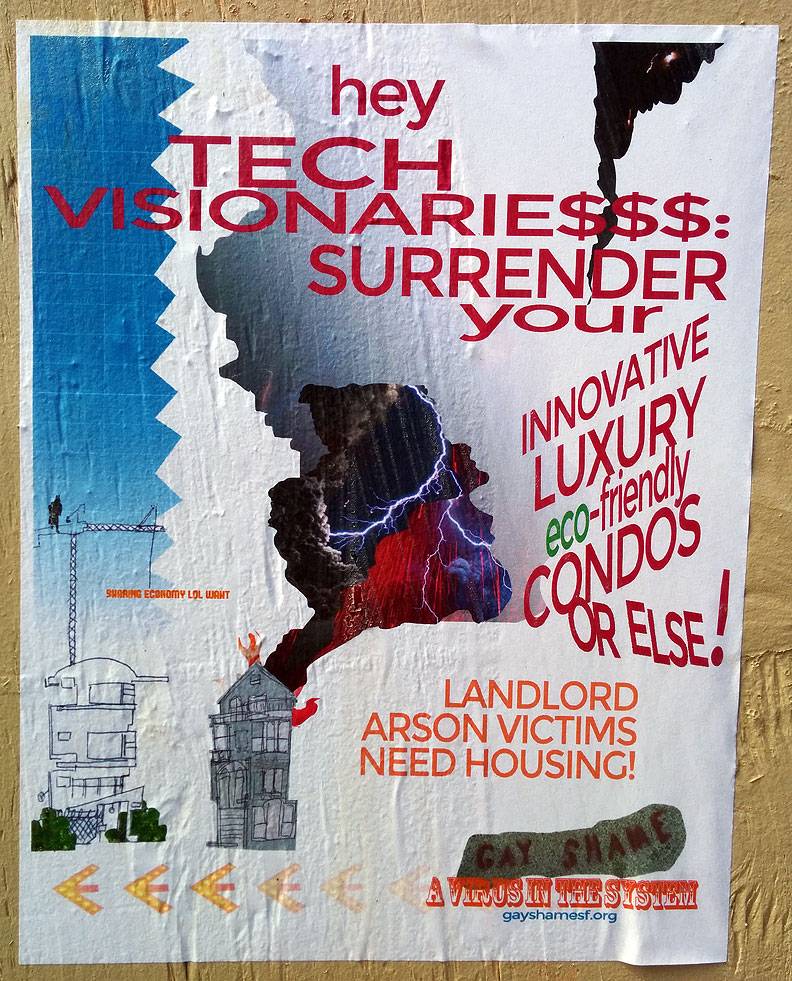 hey
TECH
VISIONARIE$$$:
SURRENDER
your
INNOVATIVE
LUXURY
eco-friendly
CONDOS
OR ELSE!
SHARING ECONOMY LOL WANT
LANDLORD
ARSON VICTIMS
NEED HOUSING!
GAY SHAME
A VIRUS IN THE SYSTEM
gayshamesf.org